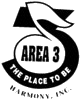 AREA 3
THE PLACE TO BE
HARMONY, INC.